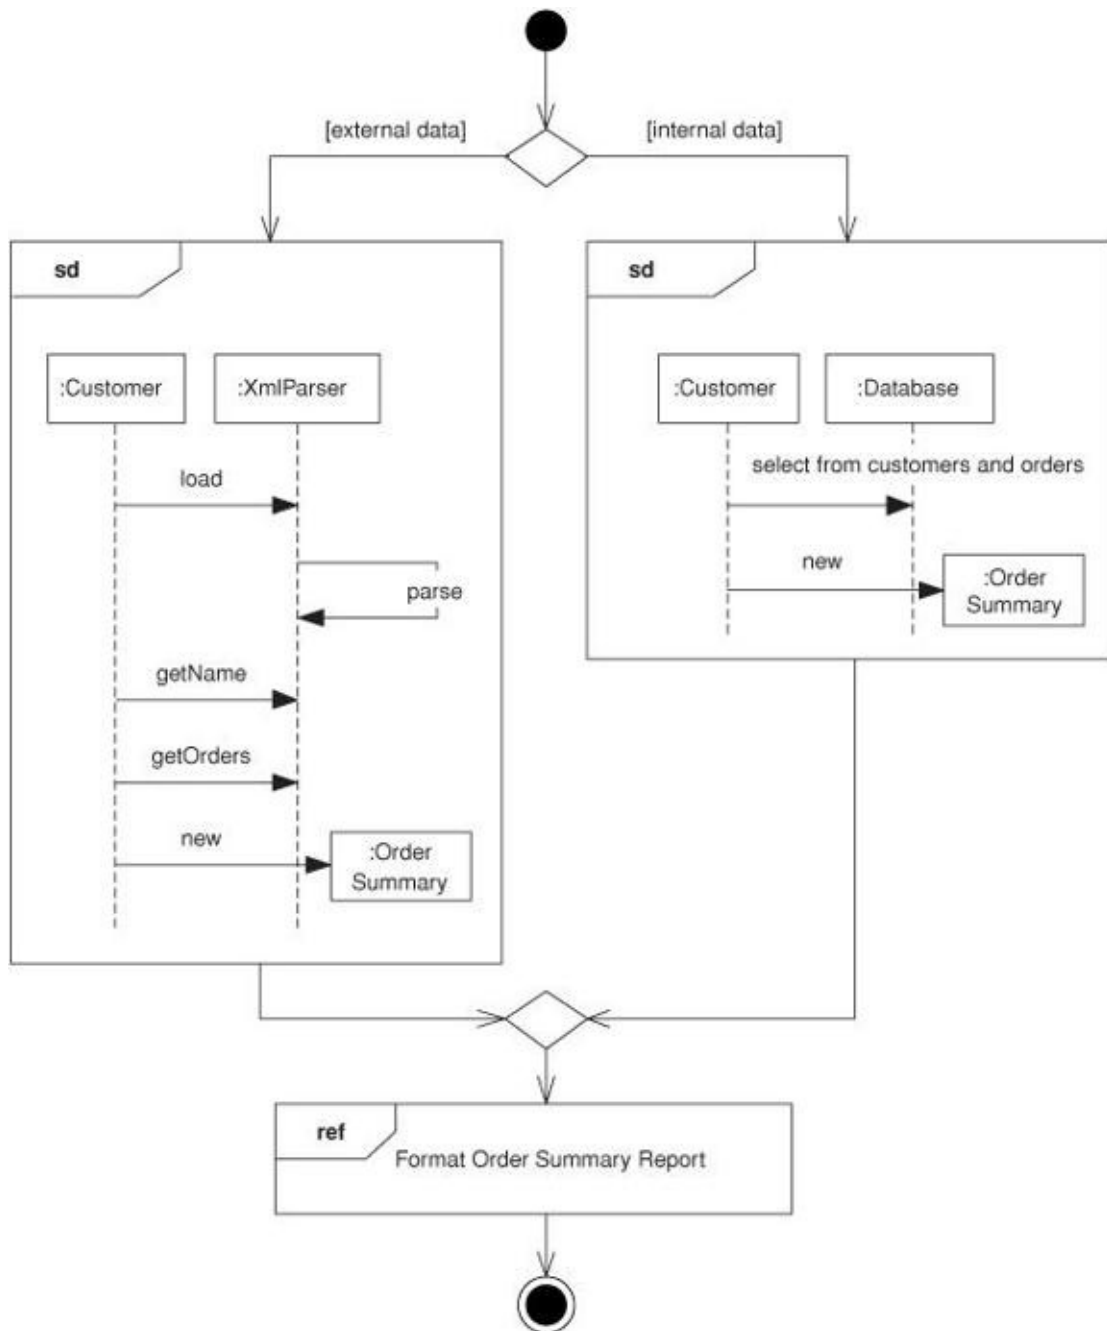 [external data]
[internal data]
sd
:Customer
:XmlParser
load
parse
getName
getOrders
new
:Order
Summary
sd
:Customer
:Database
select from customers and orders
new
:Order
Summary
ref
Format Order Summary Report